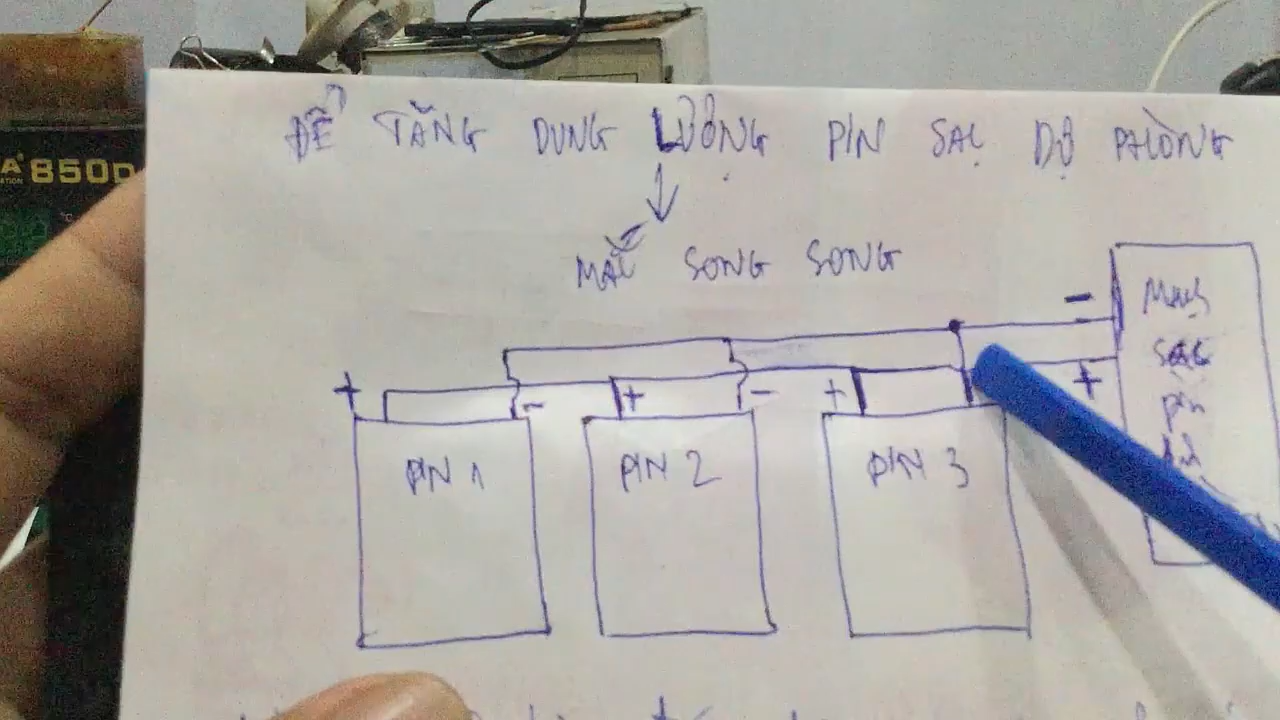 850D
ĐỂ TĂNG DUNG LƯỢNG PIN SẠC DỰ PHÒNG
MẮC SONG SONG
- +
+ - + - + -
PIN 1 PIN 2 PIN 3
MẠCH
SẠC
PIN